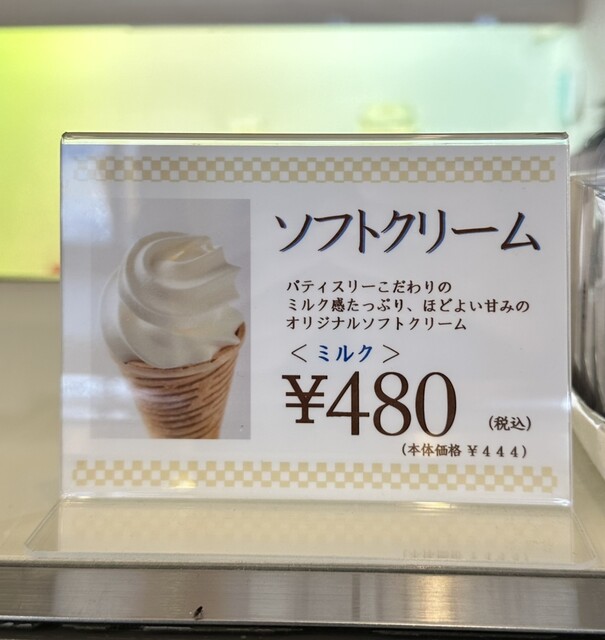 ソフトクリーム
パティスリーこだわりの
ミルク感たっぷり、ほどよい甘みの
オリジナルソフトクリーム
＜ミルク＞
¥480 （税込）
（本体価格 ¥444）